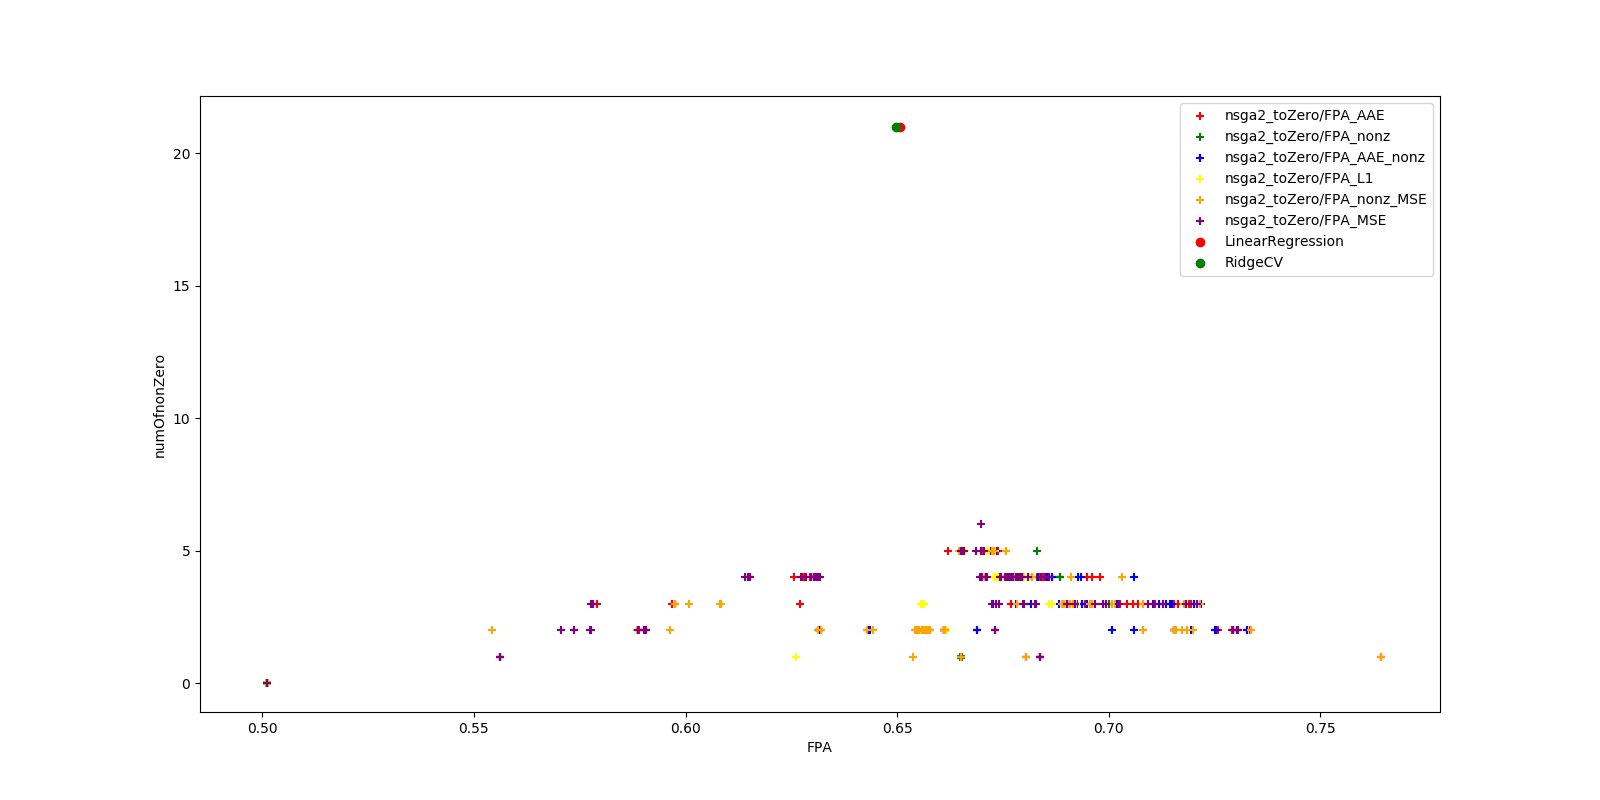 nsga2_toZero/FPA_AAE
nsga2_toZero/FPA_nonz
nsga2_toZero/FPA_AAE_nonz
nsga2_toZero/FPA_L1
nsga2_toZero/FPA_nonz_MSE
nsga2_toZero/FPA_MSE
LinearRegression
RidgeCV
numOfnonZero
20
15
10
5
0
0.50 0.55 0.60 0.65 0.70 0.75
FPA